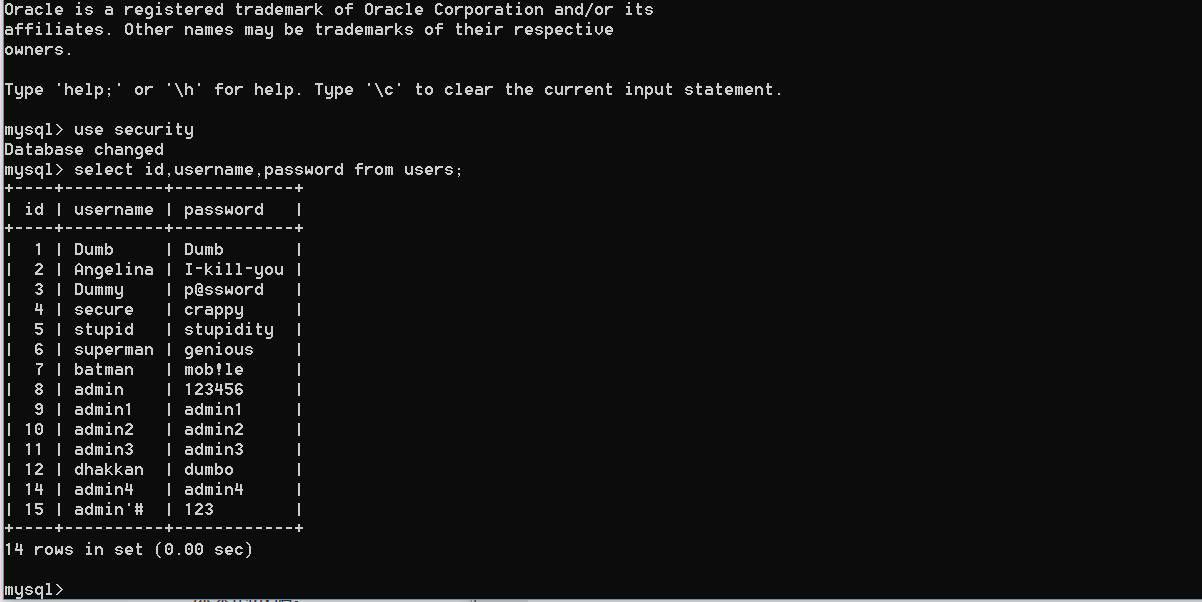 Oracle is a registered trademark of Oracle Corporation and/or its
affiliates. Other names may be trademarks of their respective
owners.
Type 'help;' or '\h' for help. Type '\c' to clear the current input statement.
mysql> use security
Database changed
mysql> select id,username,password from users;
+----+----------+------------+
| id | username | password   |
+----+----------+------------+
|  1 | Dumb     | Dumb       |
|  2 | Angelina | I-kill-you |
|  3 | Dummy    | p@ssword   |
|  4 | secure   | crappy     |
|  5 | stupid   | stupidity  |
|  6 | superman | genious    |
|  7 | batman   | mob!le     |
|  8 | admin    | 123456     |
|  9 | admin1   | admin1     |
| 10 | admin2   | admin2     |
| 11 | admin3   | admin3     |
| 12 | dhakkan  | dumbo      |
| 14 | admin4   | admin4     |
| 15 | admin'#  | 123        |
+----+----------+------------+
14 rows in set (0.00 sec)
mysql>